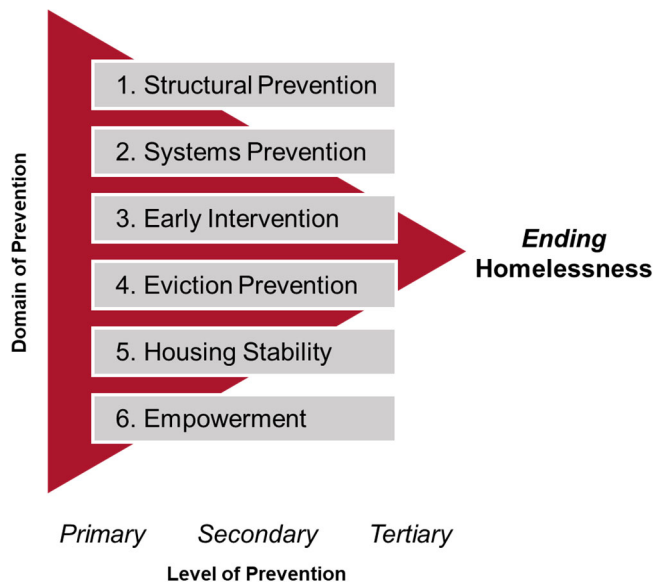 Domain of Prevention
1. Structural Prevention
2. Systems Prevention
3. Early Intervention
4. Eviction Prevention
5. Housing Stability
6. Empowerment
Ending
Homelessness
Primary Secondary Tertiary
Level of Prevention